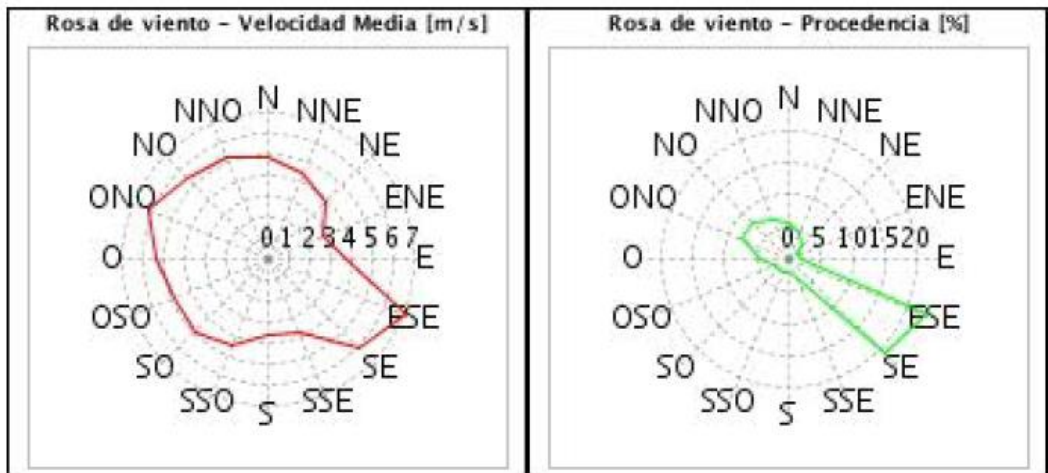 Rosa de viento - Velocidad Media [m/s]
N
NNO NNE
NO NE
ONO ENE
0 1 2 3 4 5 6 7
O E
OSO ESE
SO SE
SSO SSE
S
Rosa de viento - Procedencia [%]
N
NNO NNE
NO NE
ONO ENE
0 5 10 15 20
O E
OSO ESE
SO SE
SSO SSE
S